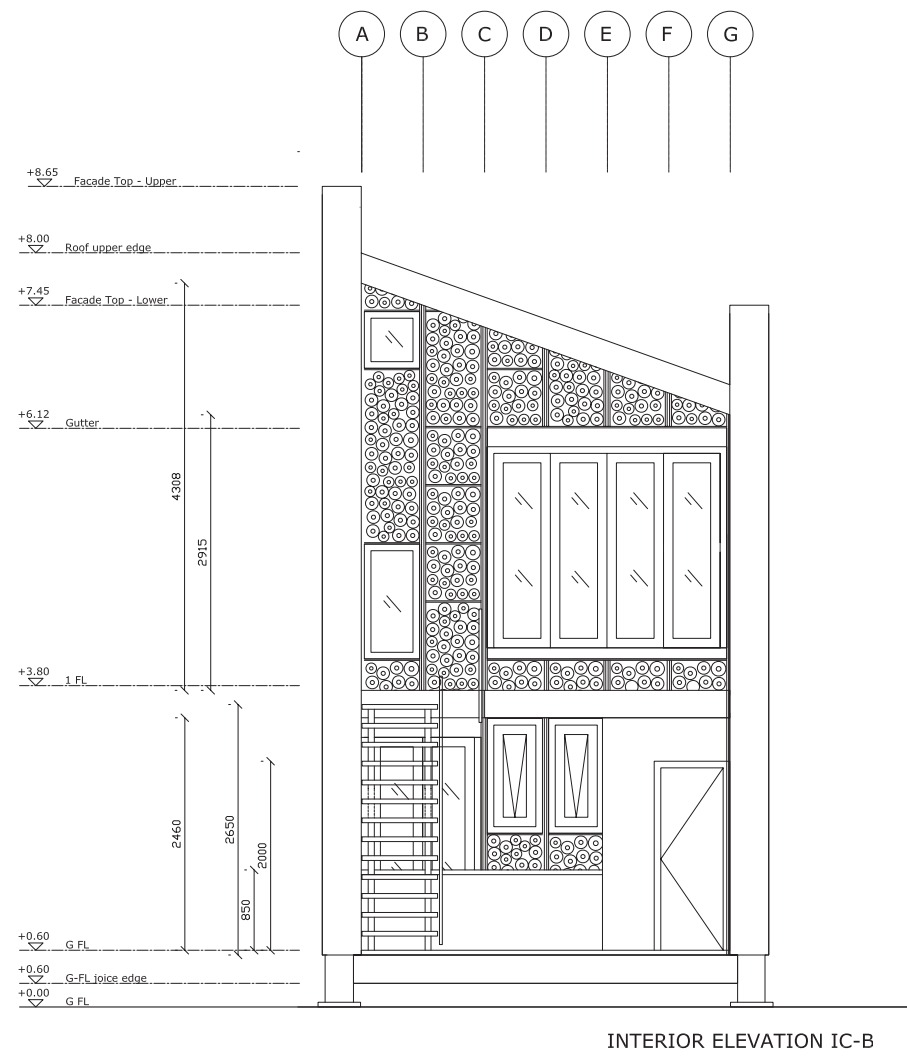 A B C D E F G
+8.65
Facade Top - Upper
+8.00
Roof upper edge
+7.45
Facade Top - Lower
+6.12
Gutter
4308
2915
+3.80
1 FL
2460
2650
2000
850
+0.60
G FL
+0.60
G-FL joice edge
+0.00
G FL
INTERIOR ELEVATION IC-B